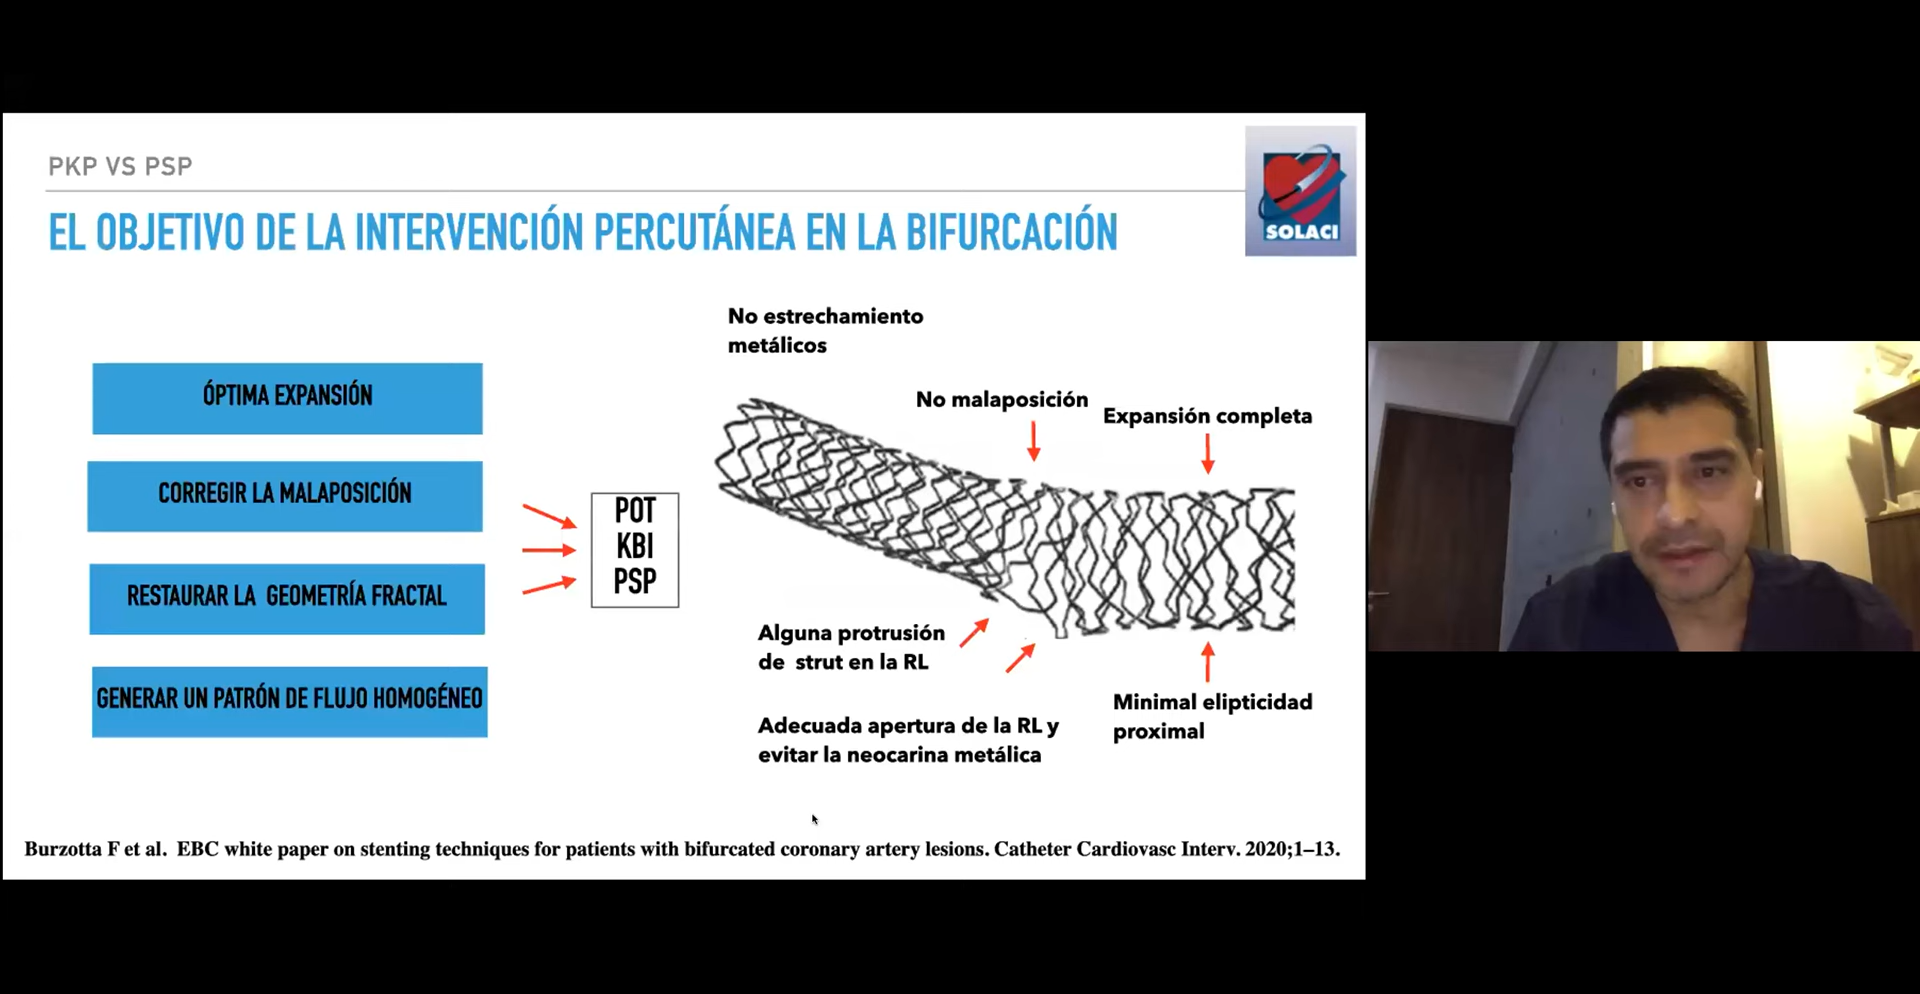 PKP VS PSP
SOLACI
EL OBJETIVO DE LA INTERVENCIÓN PERCUTÁNEA EN LA BIFURCACIÓN
ÓPTIMA EXPANSIÓN
CORREGIR LA MALAPOSICIÓN
RESTAURAR LA GEOMETRÍA FRACTAL
GENERAR UN PATRÓN DE FLUJO HOMOGÉNEO
POT
KBI
PSP
No estrechamiento
metálicos
No malaposición
Expansión completa
Alguna protrusión
de strut en la RL
Adecuada apertura de la RL y
evitar la neocarina metálica
Minimal elipticidad
proximal
Burzotta F et al. EBC white paper on stenting techniques for patients with bifurcated coronary artery lesions. Catheter Cardiovasc Interv. 2020;1–13.